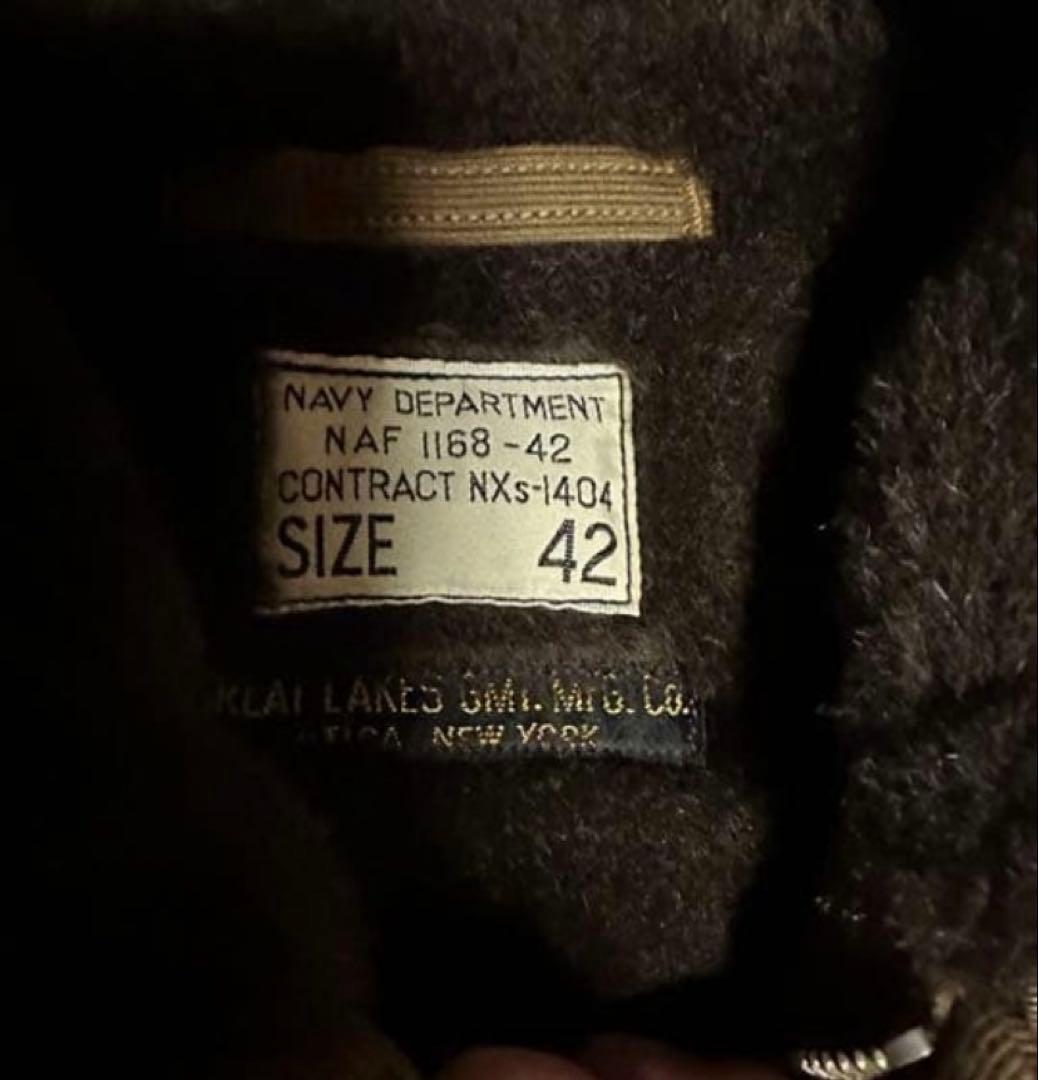 NAVY DEPARTMENT
NAF 1168-42
CONTRACT NXs-1404
SIZE 42
LAKES GMT. MFG. Co.
NEW YORK